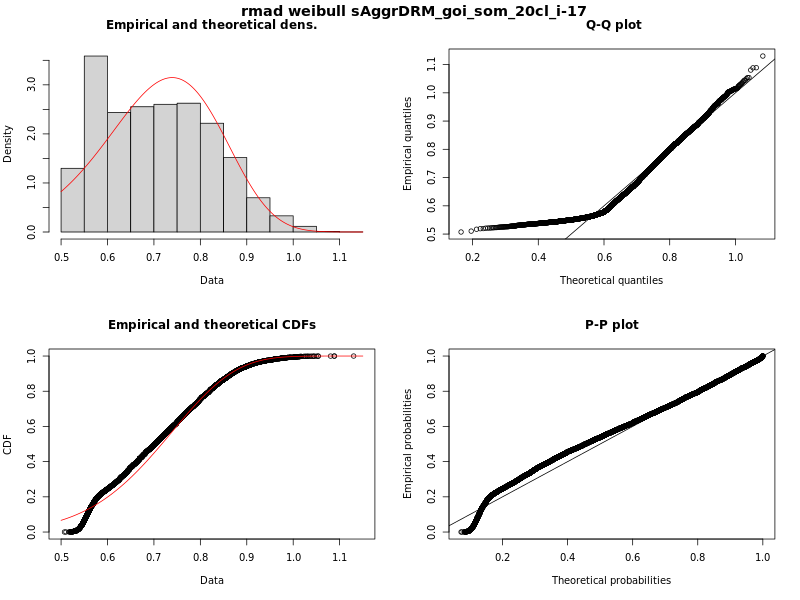 rmad weibull sAggrDRM_goi_som_20cl_i-17
Empirical and theoretical dens.
Density
0.0 1.0 2.0 3.0
0.5 0.6 0.7 0.8 0.9 1.0 1.1
Data
Q-Q plot
Empirical quantiles
0.5 0.6 0.7 0.8 0.9 1.0 1.1
0.2 0.4 0.6 0.8 1.0
Theoretical quantiles
Empirical and theoretical CDFs
CDF
0.0 0.2 0.4 0.6 0.8 1.0
0.5 0.6 0.7 0.8 0.9 1.0 1.1
Data
P-P plot
Empirical probabilities
0.0 0.2 0.4 0.6 0.8 1.0
0.2 0.4 0.6 0.8 1.0
Theoretical probabilities